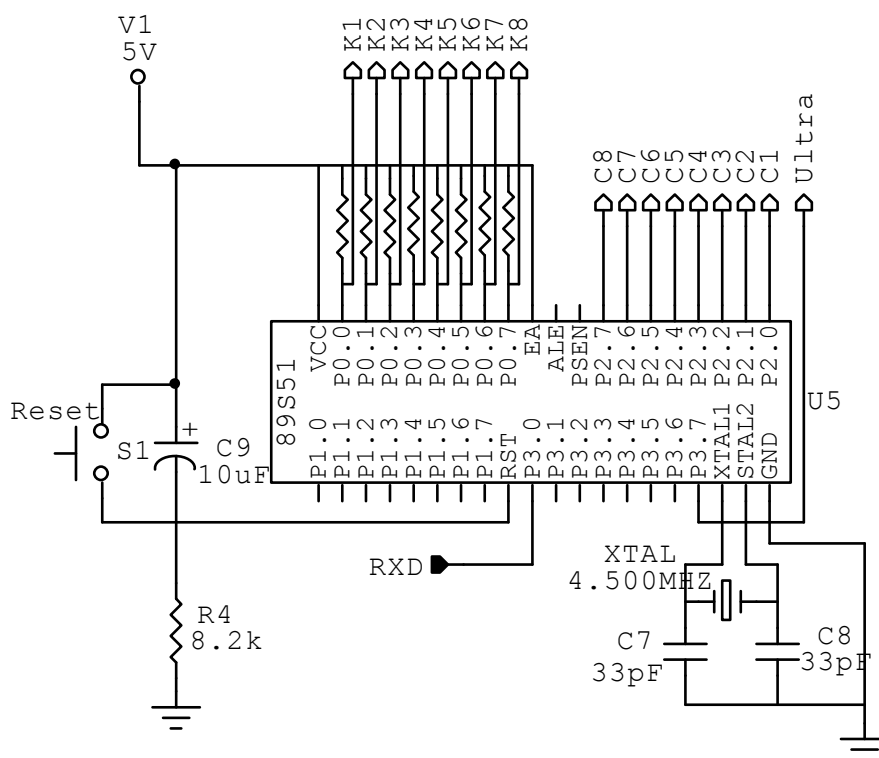 V1
5V
K1
K2
K3
K4
K5
K6
K7
K8
C8
C7
C6
C5
C4
C3
C2
C1
Ultra
VCC
P0.0
P0.1
P0.2
P0.3
P0.4
P0.5
P0.6
P0.7
EA
ALE
PSEN
P2.7
P2.6
P2.5
P2.4
P2.3
P2.2
P2.1
P2.0
89S51
U5
P1.0
P1.1
P1.2
P1.3
P1.4
P1.5
P1.6
P1.7
RST
P3.0
P3.1
P3.2
P3.3
P3.4
P3.5
P3.6
P3.7
XTAL1
STAL2
GND
Reset
S1
+
C9
10uF
RXD
XTAL
4.500MHZ
R4
8.2k
C7
33pF
C8
33pF